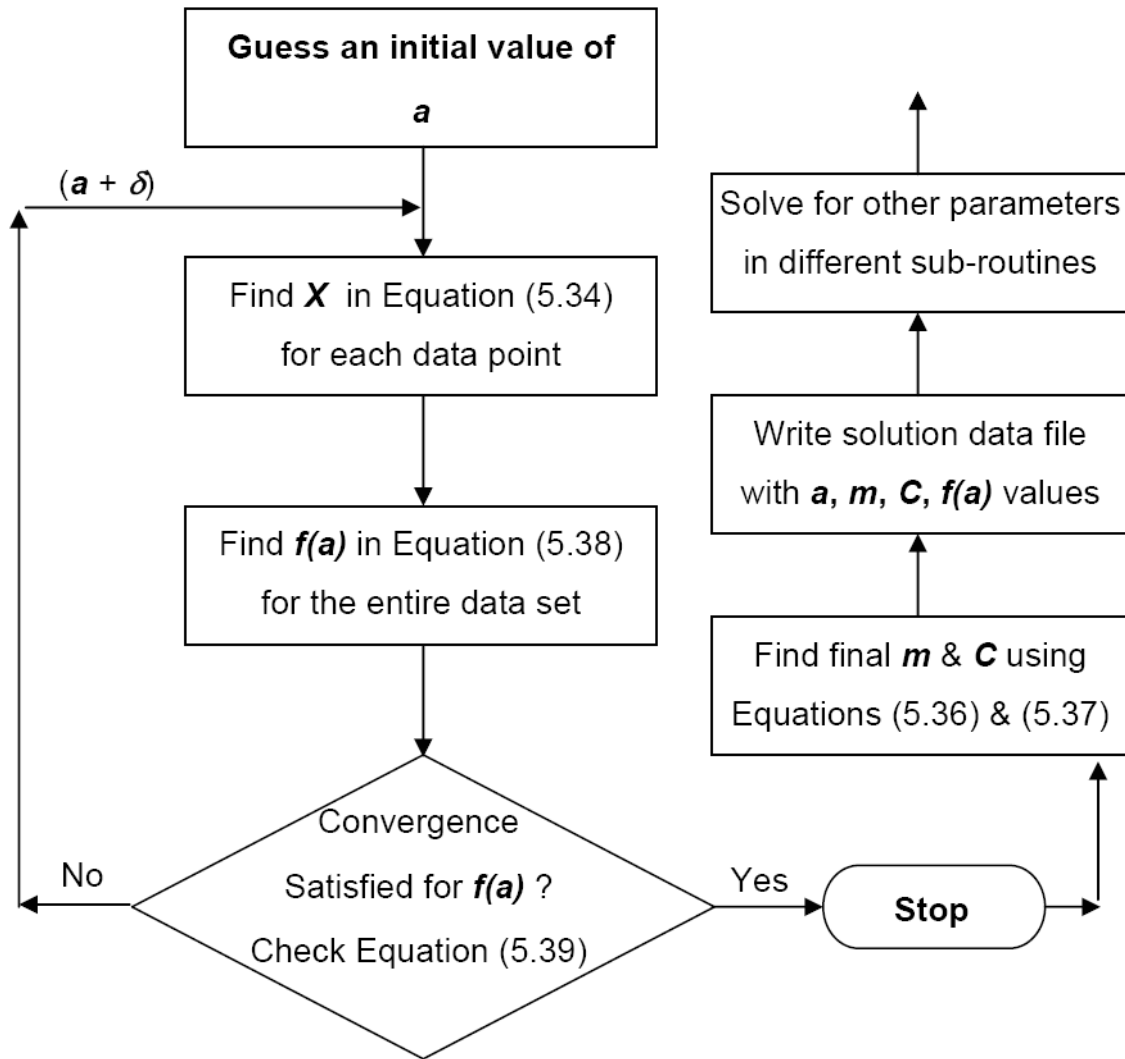 Guess an initial value of
a
(a + δ)
Find X in Equation (5.34)
for each data point
Find f(a) in Equation (5.38)
for the entire data set
Convergence
Satisfied for f(a) ?
Check Equation (5.39)
No
Yes
Stop
Find final m & C using
Equations (5.36) & (5.37)
Write solution data file
with a, m, C, f(a) values
Solve for other parameters
in different sub-routines